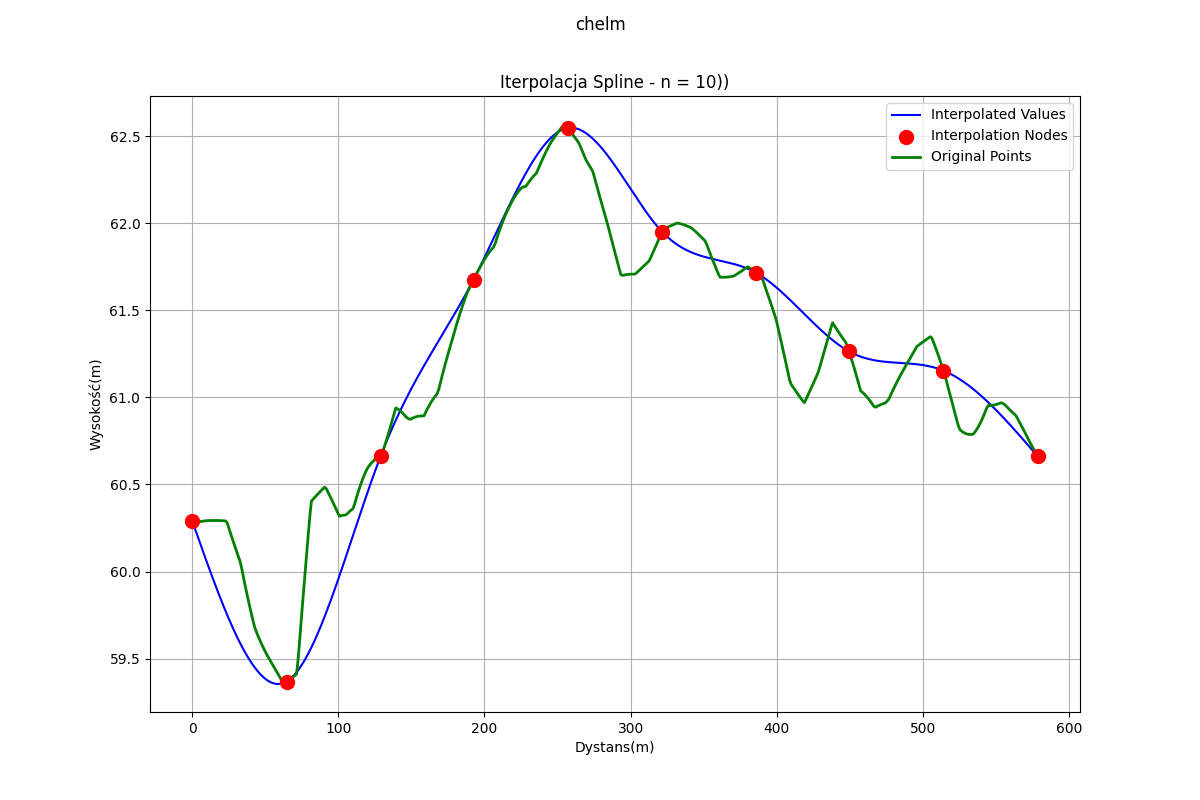 chelm
Iterpolacja Spline - n = 10))
Interpolated Values
Interpolation Nodes
Original Points
Wysokość(m)
62.5
62.0
61.5
61.0
60.5
60.0
59.5
0 100 200 300 400 500 600
Dystans(m)